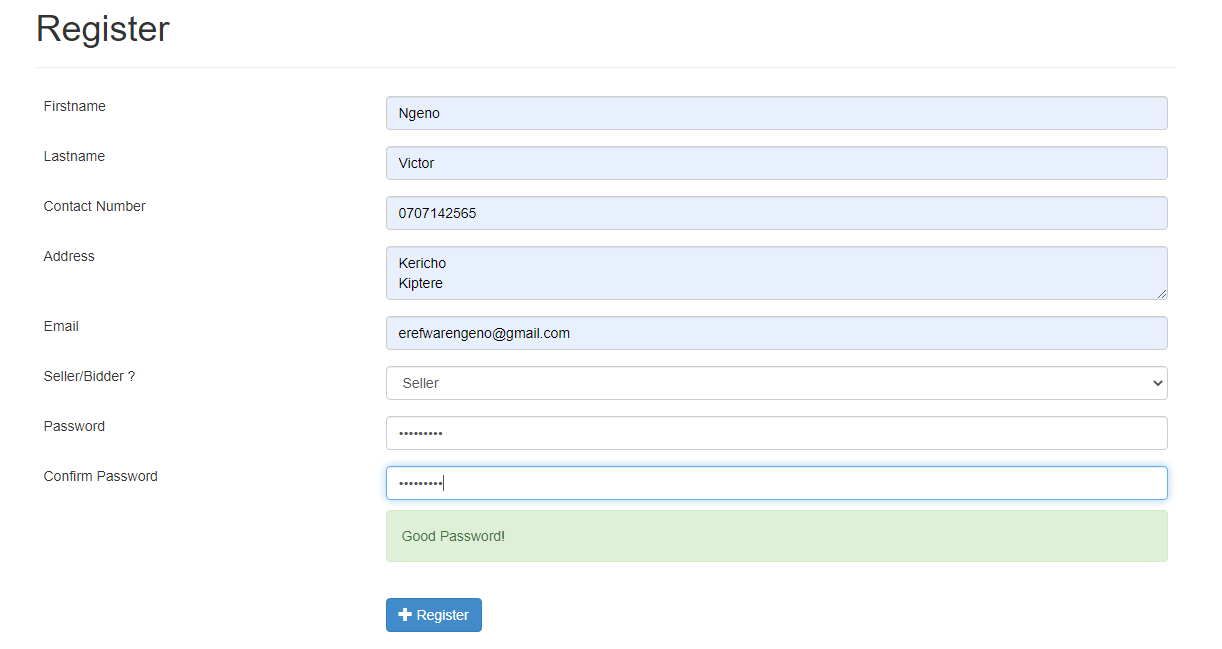 Register
Firstname
Ngeno
Lastname
Victor
Contact Number
0707142565
Address
Kericho
Kiptere
Email
erefwarengeno@gmail.com
Seller/Bidder ?
Seller
Password
•••••••••
Confirm Password
•••••••••
Good Password!
Register